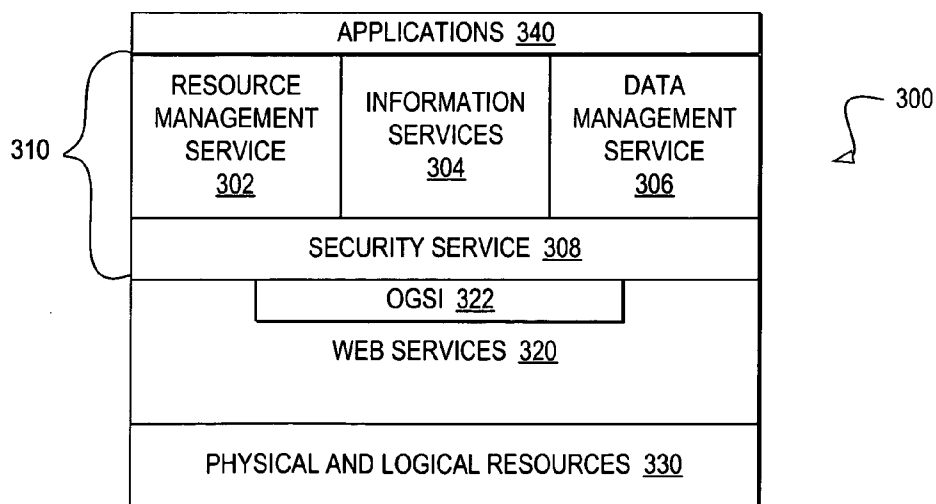 APPLICATIONS 340
310
RESOURCE
MANAGEMENT
SERVICE
302
INFORMATION
SERVICES
304
DATA
MANAGEMENT
SERVICE
306
300
SECURITY SERVICE 308
OGSI 322
WEB SERVICES 320
PHYSICAL AND LOGICAL RESOURCES 330